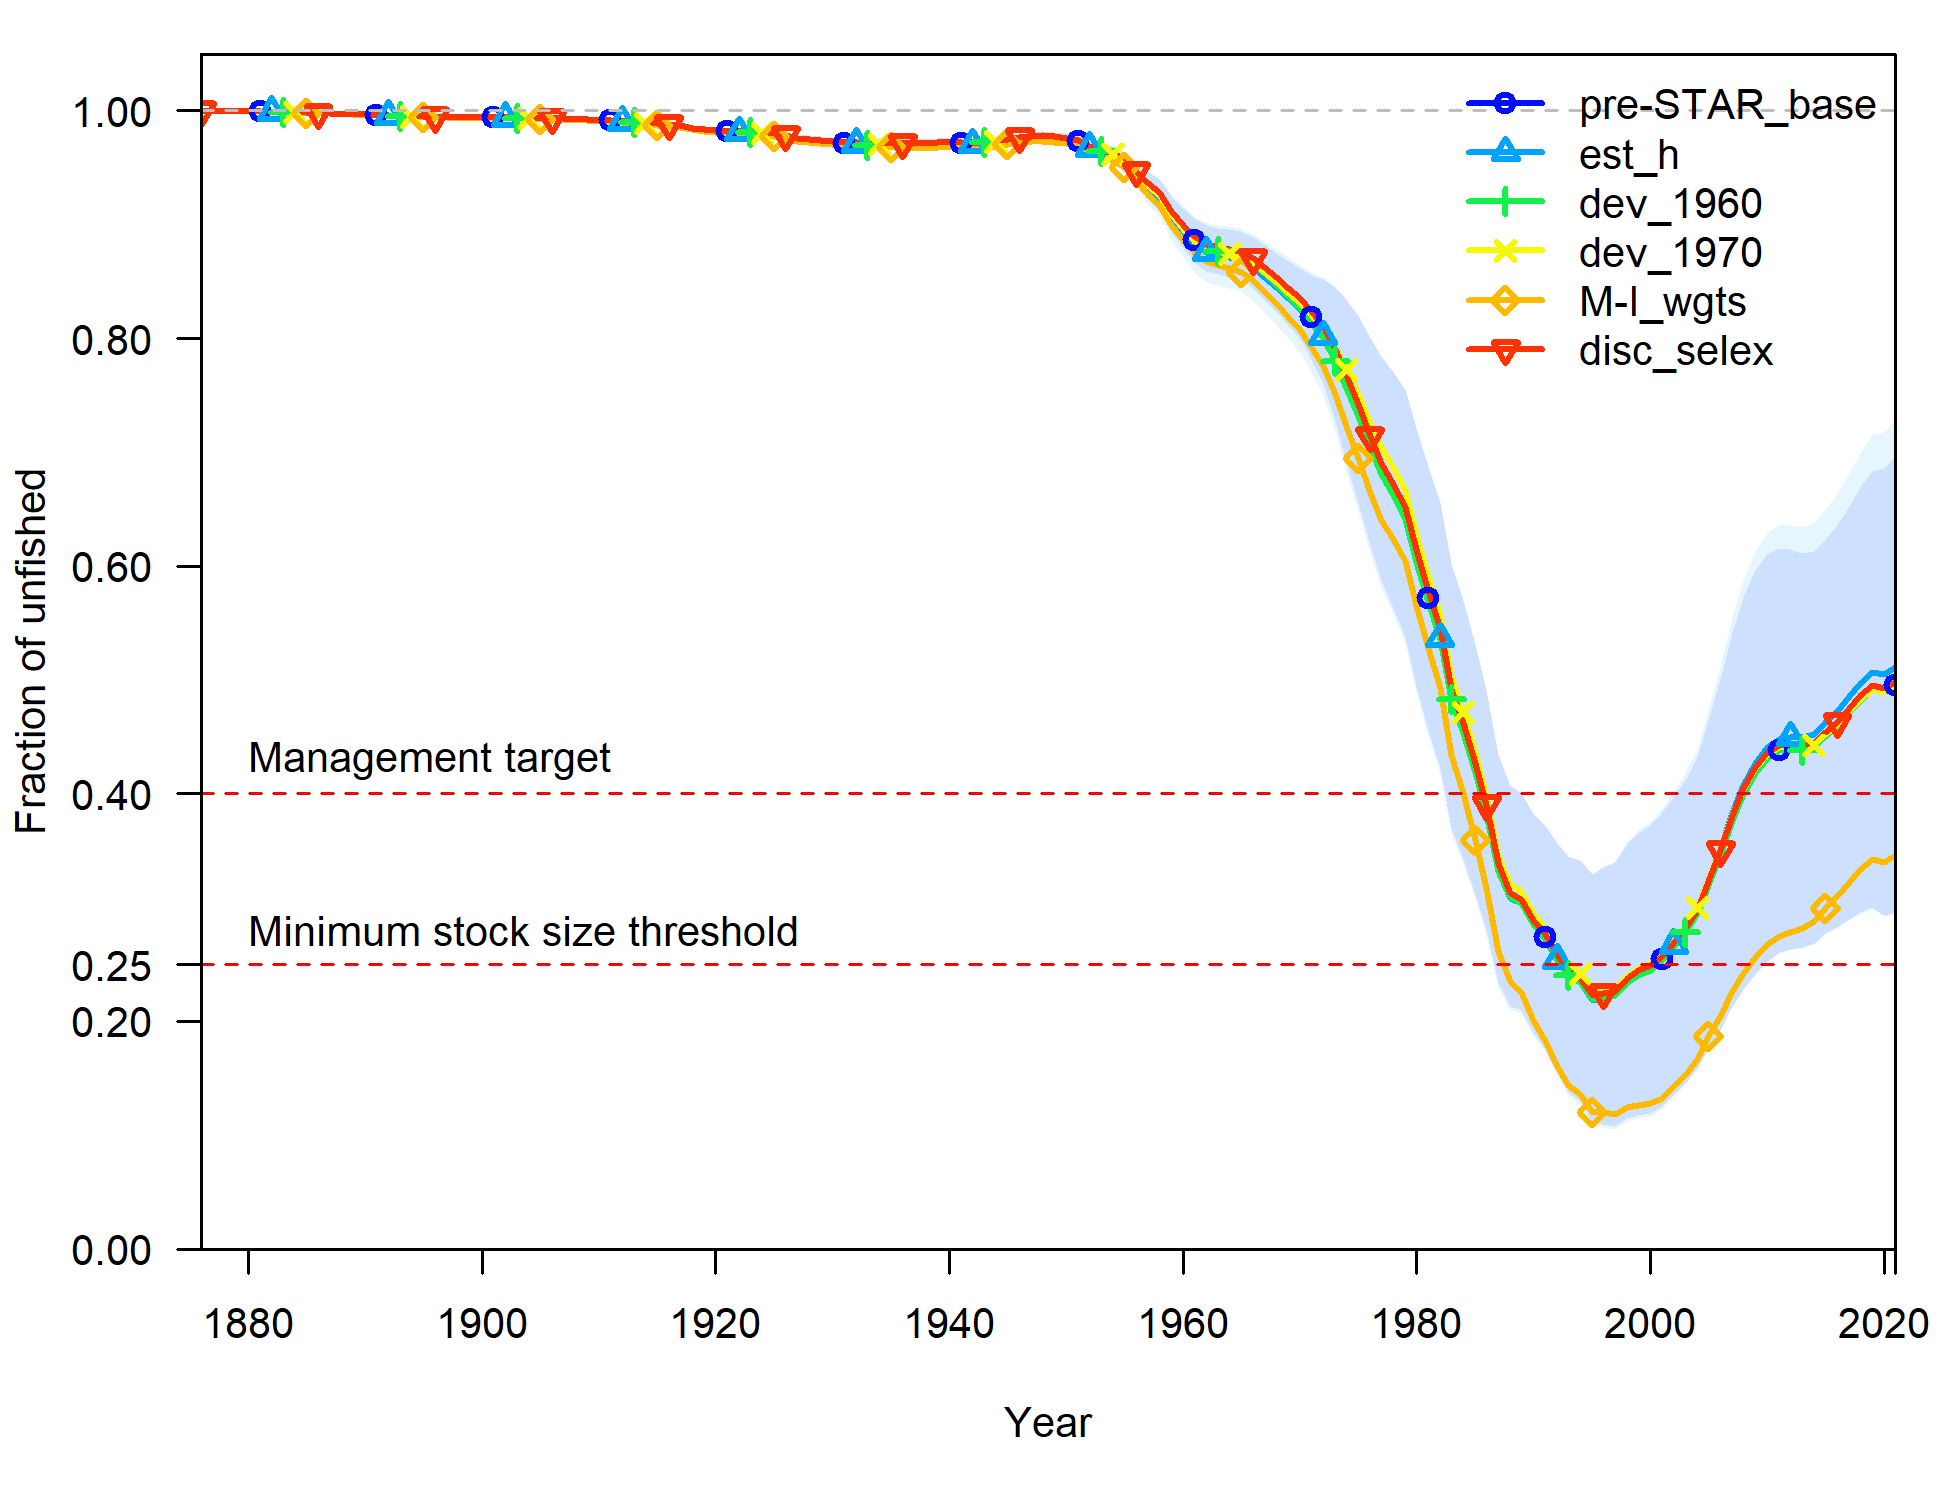 1.00
0.80
0.60
0.40
0.25
0.20
0.00
Fraction of unfished
pre-STAR_base
est_h
dev_1960
dev_1970
M-I_wgts
disc_selex
Management target
Minimum stock size threshold
1880 1900 1920 1940 1960 1980 2000 2020
Year